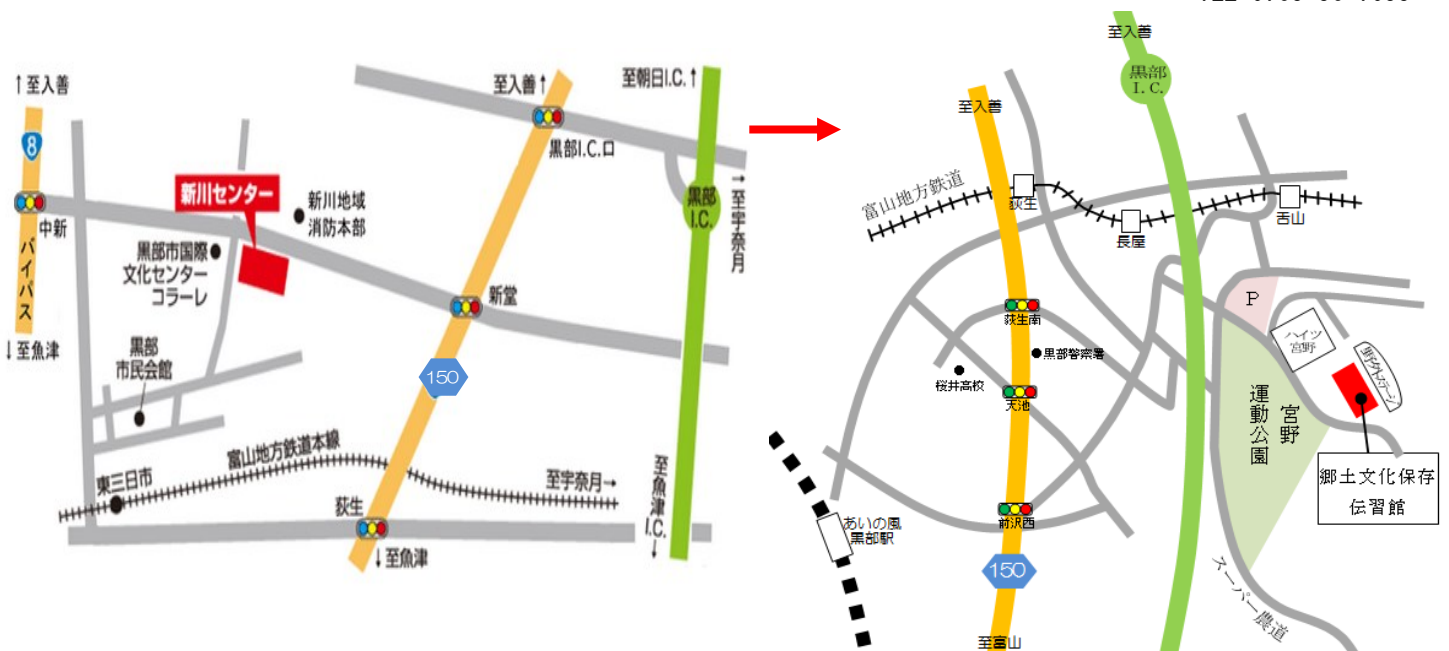 ↑至入善
8
中新
バイパス
↓至魚津
新川センター
新川地域
消防本部
黒部市国際
文化センター
コラーレ
黒部
市民会館
至入善↑
黒部I.C.口
至朝日I.C.↑
黒部
I.C.
→至宇奈月
新堂
150
富山地方鉄道本線
東三日市
至宇奈月→
荻生
↓至魚津
至魚津I.C.→
至入善
黒部
I.C.
至入善
富山地方鉄道
荻生
長屋
舌山
P
ハイツ
宮野
野外ステージ
荻生南
黒部警察署
桜井高校
天池
宮野
運動公園
郷土文化保存
伝習館
前沢西
あいの風
黒部駅
150
スーパー農道
至富山